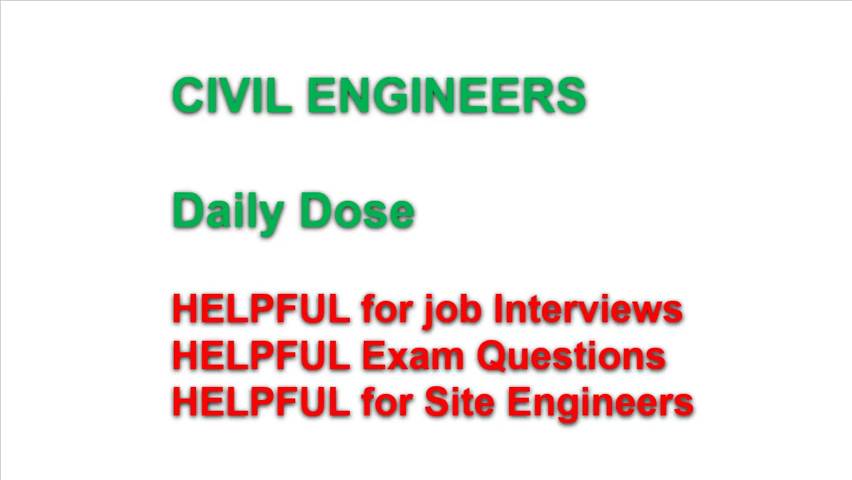 CIVIL ENGINEERS
Daily Dose
HELPFUL for job Interviews
HELPFUL Exam Questions
HELPFUL for Site Engineers